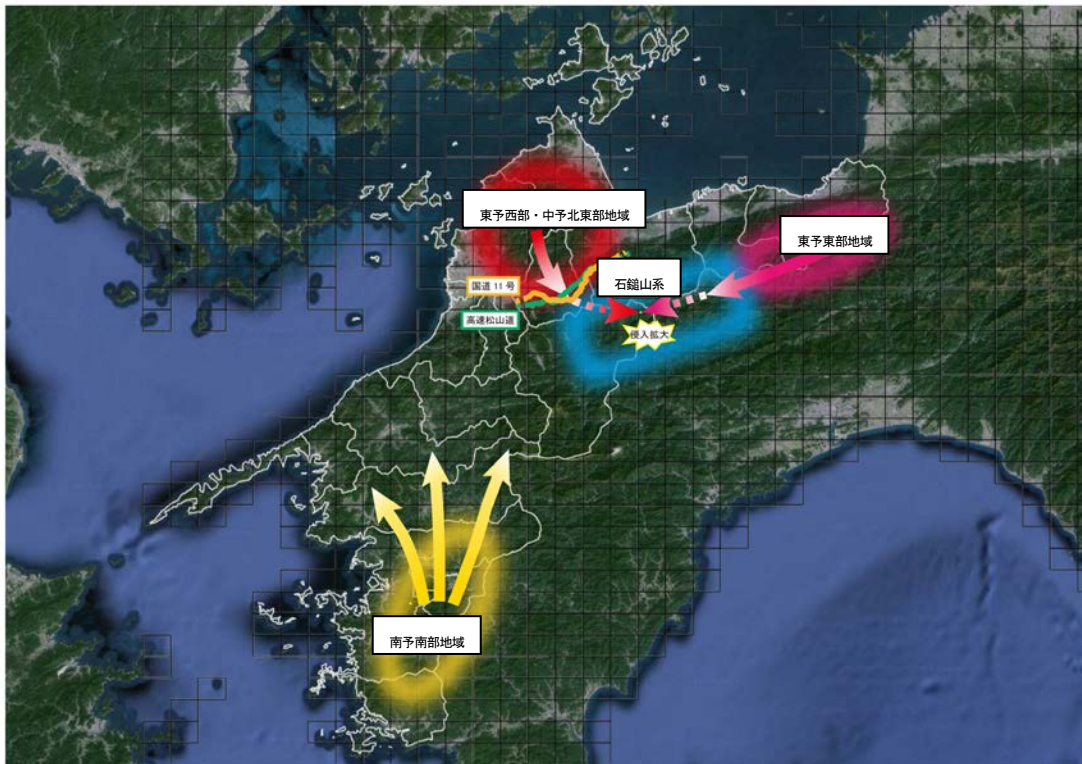 東予西部・中予北東部地域
東予東部地域
石鎚山系
国道11号
高速松山道
侵入拡大
南予南部地域